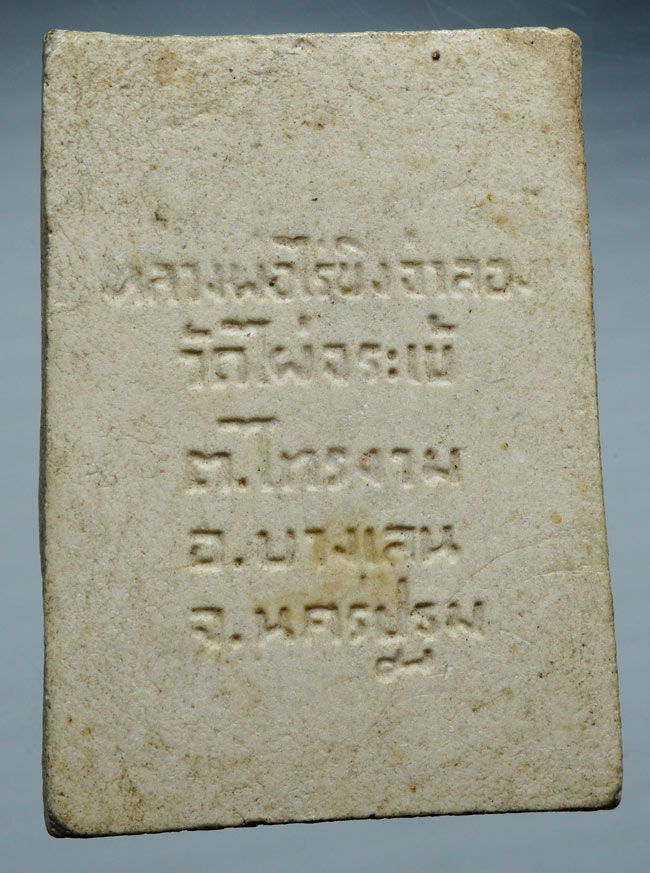 หลวงพ่อไร่ขิงจำลอง
วัดไผ่จระเข้
ต.ไทรงาม
อ.บางเลน
จ.นครปฐม